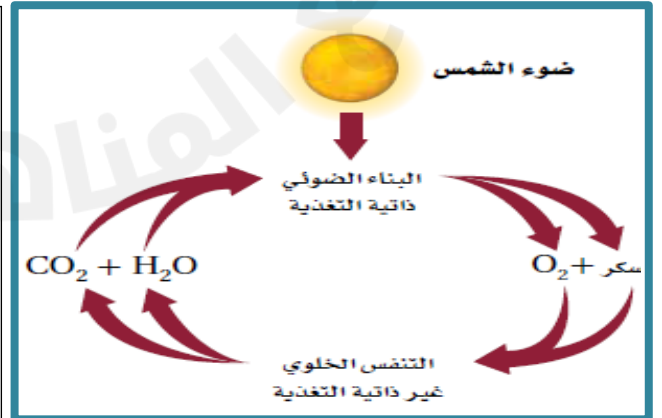 ضوء الشمس
البناء الضوئي
ذاتية التغذية
CO₂ + H₂O
سكر + O₂
التنفس الخلوي
غير ذاتية التغذية